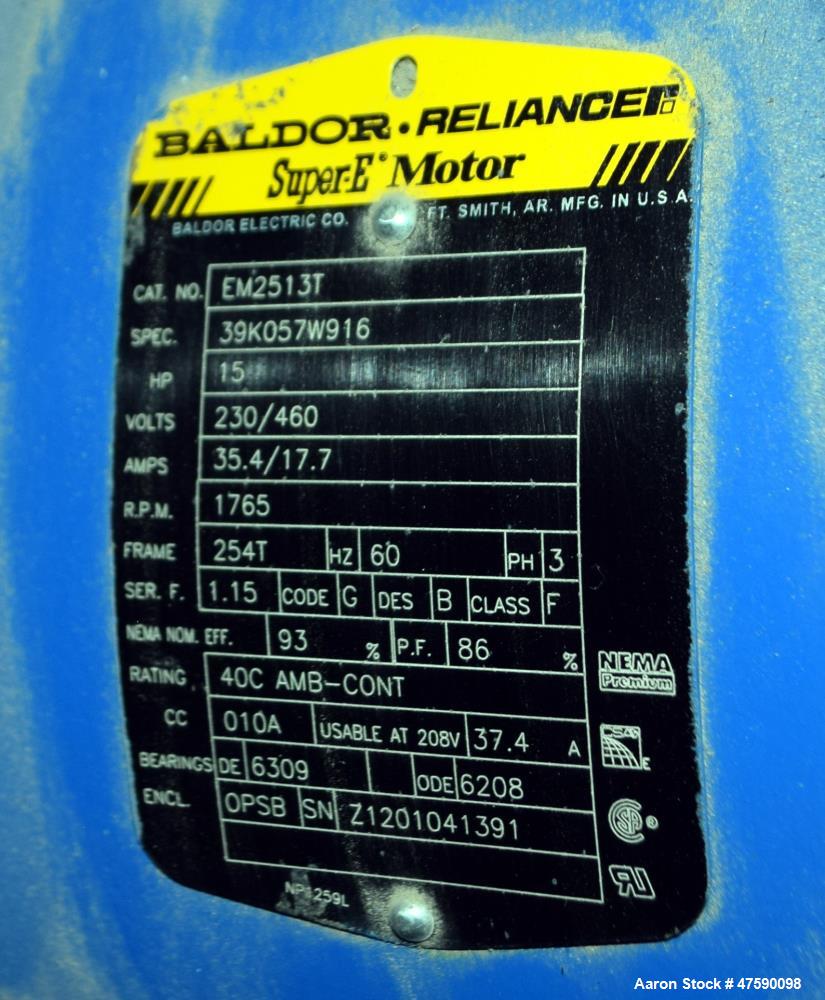 BALDOR • RELIANCE
Super-E® Motor
BALDOR ELECTRIC CO. FT. SMITH, AR. MFG. IN U.S.A.
CAT. NO. EM2513T
SPEC. 39K057W916
HP 15
VOLTS 230/460
AMPS 35.4/17.7
R.P.M. 1765
FRAME 254T HZ 60 PH 3
SER. F. 1.15 CODE G DES B CLASS F
NEMA NOM. EFF. 93 % P.F. 86 %
NEMA
Premium
RATING 40C AMB-CONT
CC 010A USABLE AT 208V 37.4 A
BEARINGS DE 6309 ODE 6208
ENCL. OPSB SN Z1201041391
Aaron Stock # 47590098